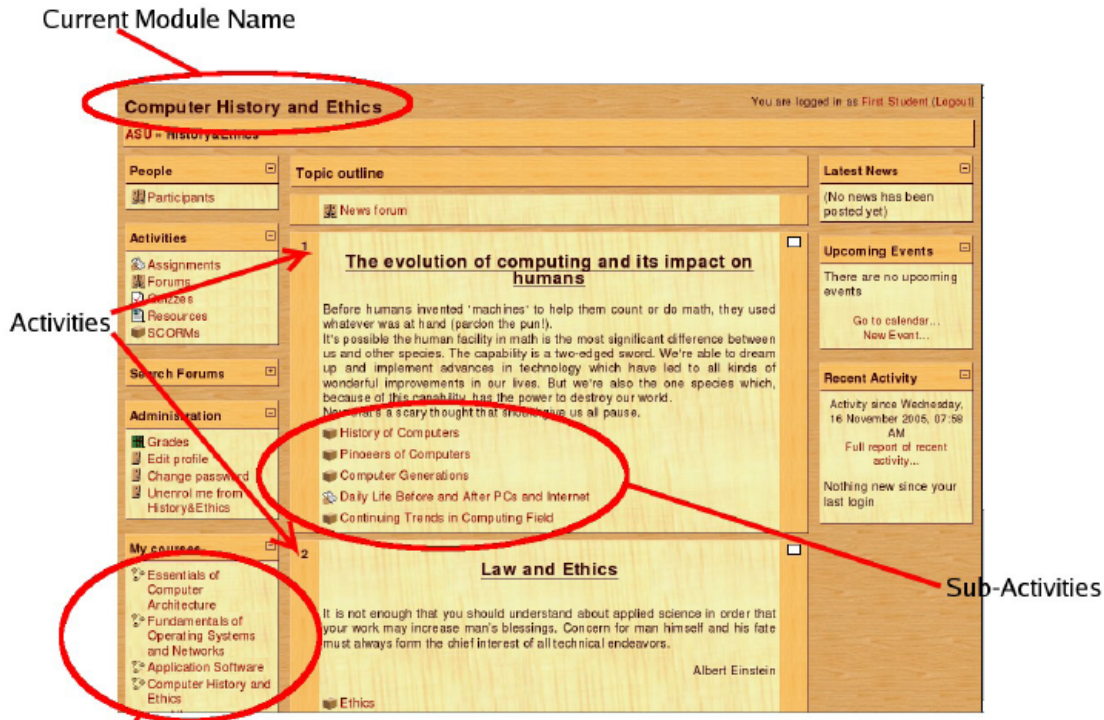 Current Module Name
Computer History and Ethics
You are logged in as First Student (Logout)
ASU » History&Ethics
People
Participants
Activities
Assignments
Forums
Quizzes
Resources
SCORMs
Search Forums
Administration
Grades
Edit profile
Change password
Unenrol me from
History&Ethics
My courses
Essentials of
Computer
Architecture
Fundamentals of
Operating Systems
and Networks
Application Software
Computer History and
Ethics
Topic outline
News forum
1
The evolution of computing and its impact on
humans
Before humans invented 'machines' to help them count or do math, they used
whatever was at hand (pardon the pun!).
It's possible the human facility in math is the most significant difference between
us and other species. The capability is a two-edged sword. We're able to dream
up and implement advances in technology which have led to all kinds of
wonderful improvements in our lives. But we're also the one species which,
because of this capability, has the power to destroy our world.
Now that's a scary thought that should give us all pause.
History of Computers
Pinoeers of Computers
Computer Generations
Daily Life Before and After PCs and Internet
Continuing Trends in Computing Field
2
Law and Ethics
It is not enough that you should understand about applied science in order that
your work may increase man's blessings. Concern for man himself and his fate
must always form the chief interest of all technical endeavors.
Albert Einstein
Ethics
Latest News
(No news has been
posted yet)
Upcoming Events
There are no upcoming
events
Go to calendar...
New Event...
Recent Activity
Activity since Wednesday,
16 November 2005, 07:58
AM
Full report of recent
activity...
Nothing new since your
last login
Activities
Sub-Activities